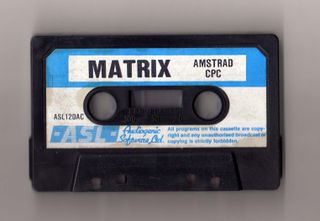 MATRIX
AMSTRAD
CPC
ASL120AC
ASL
Audiogenic
Software Ltd.
All programs on this cassette are copy-
right and any unauthorised broadcast or
copying is strictly forbidden.